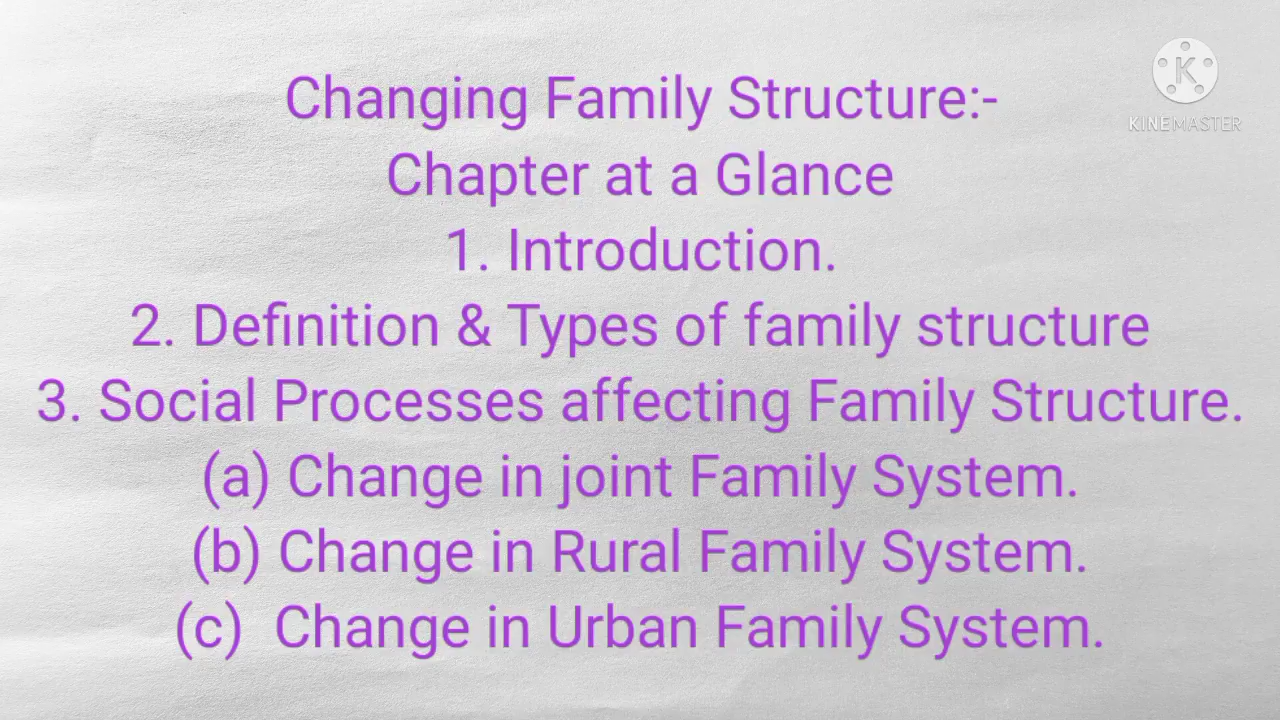 Changing Family Structure:-
Chapter at a Glance
1. Introduction.
2. Definition & Types of family structure
3. Social Processes affecting Family Structure.
(a) Change in joint Family System.
(b) Change in Rural Family System.
(c)  Change in Urban Family System.
K
KINEMASTER